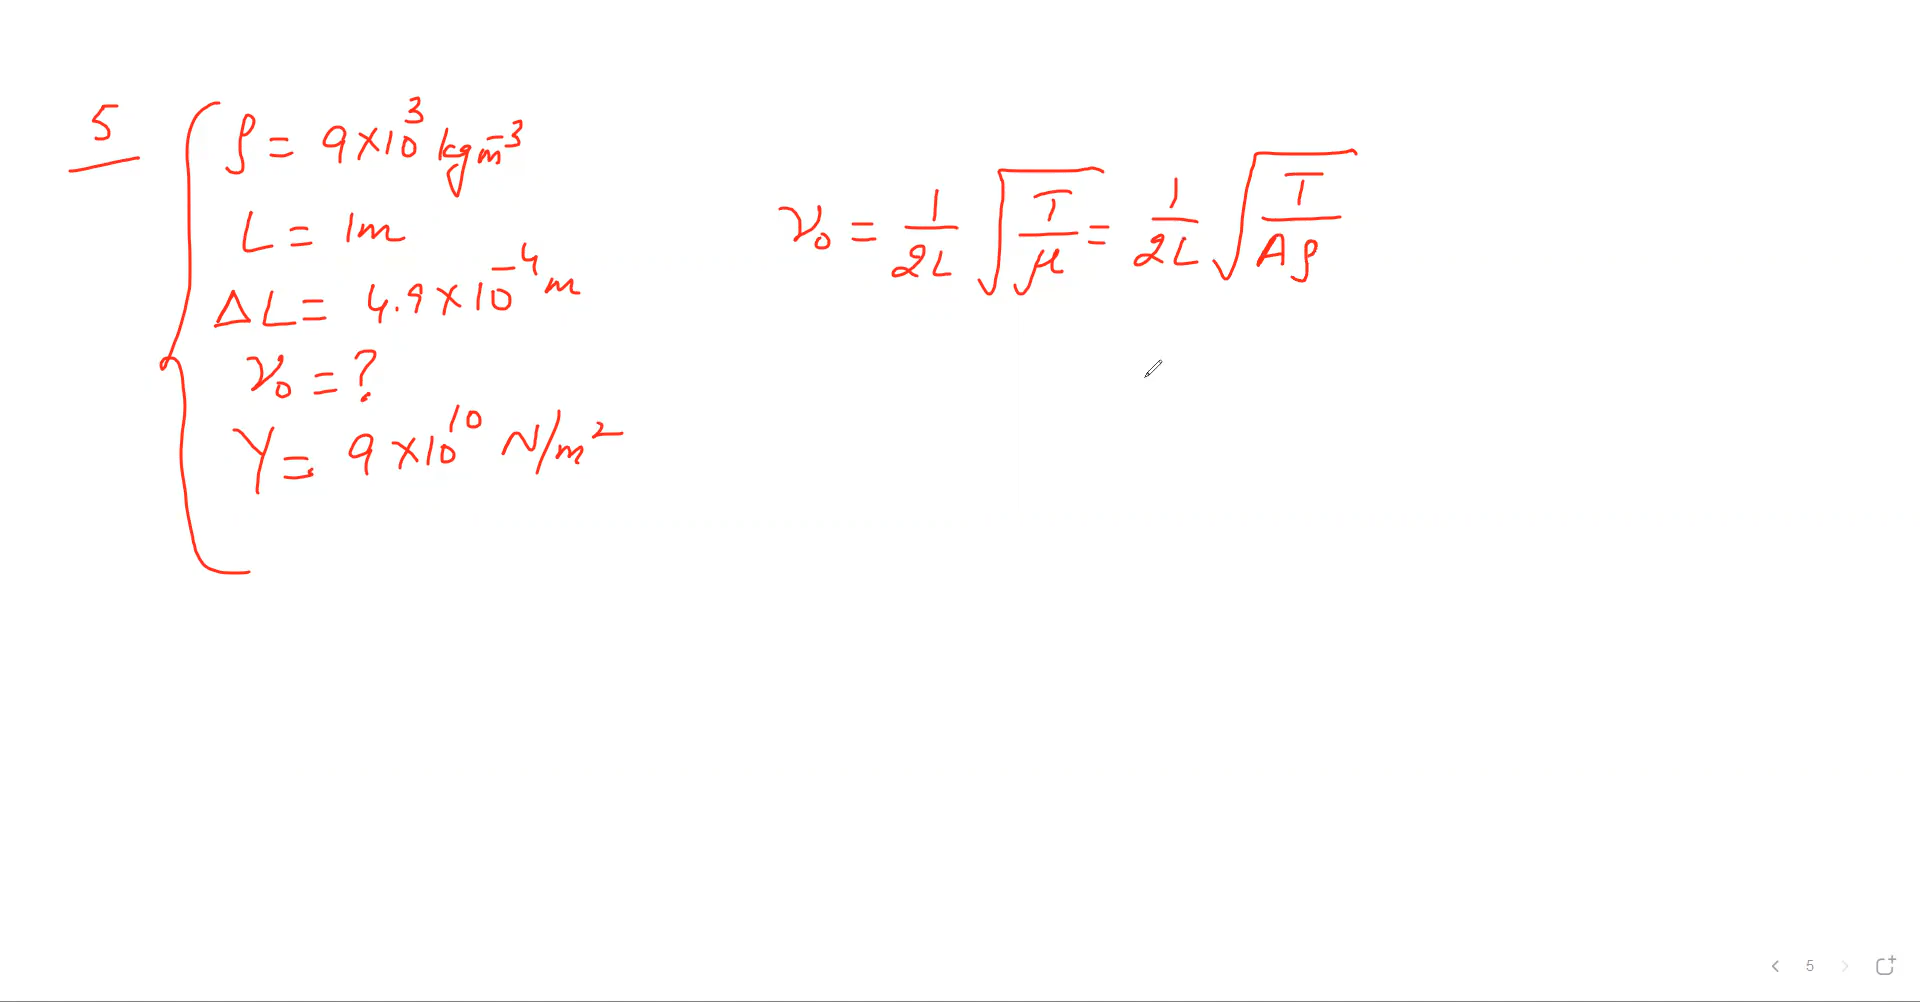 5
ρ = 9×10³ kg m⁻³
L = 1m
ΔL = 4.9×10⁻⁴ m
ν₀ = ?
Y = 9×10¹⁰ N/m²
ν₀ = 1/2L √(T/μ) = 1/2L √(T/Aρ)
5